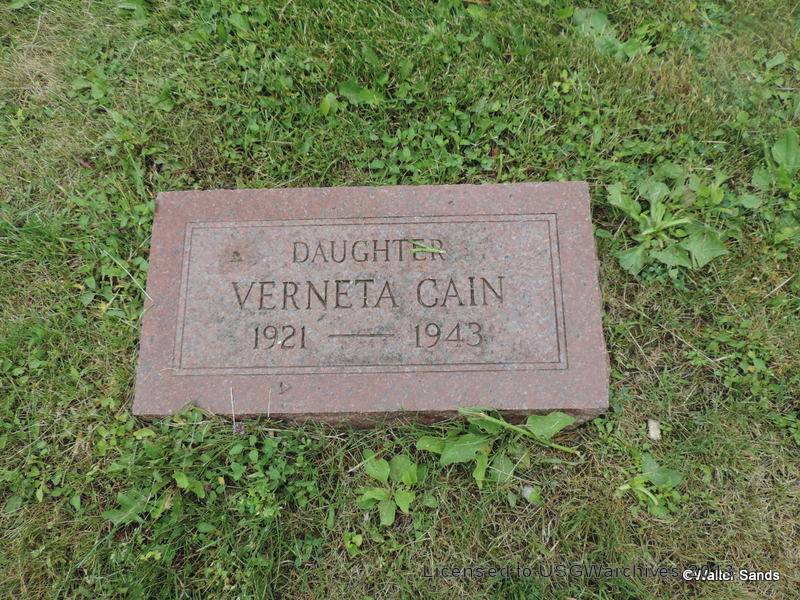 DAUGHTER
VERNETA CAIN
1921 — 1943
Licensed to USGWarchives
©Walter Sands